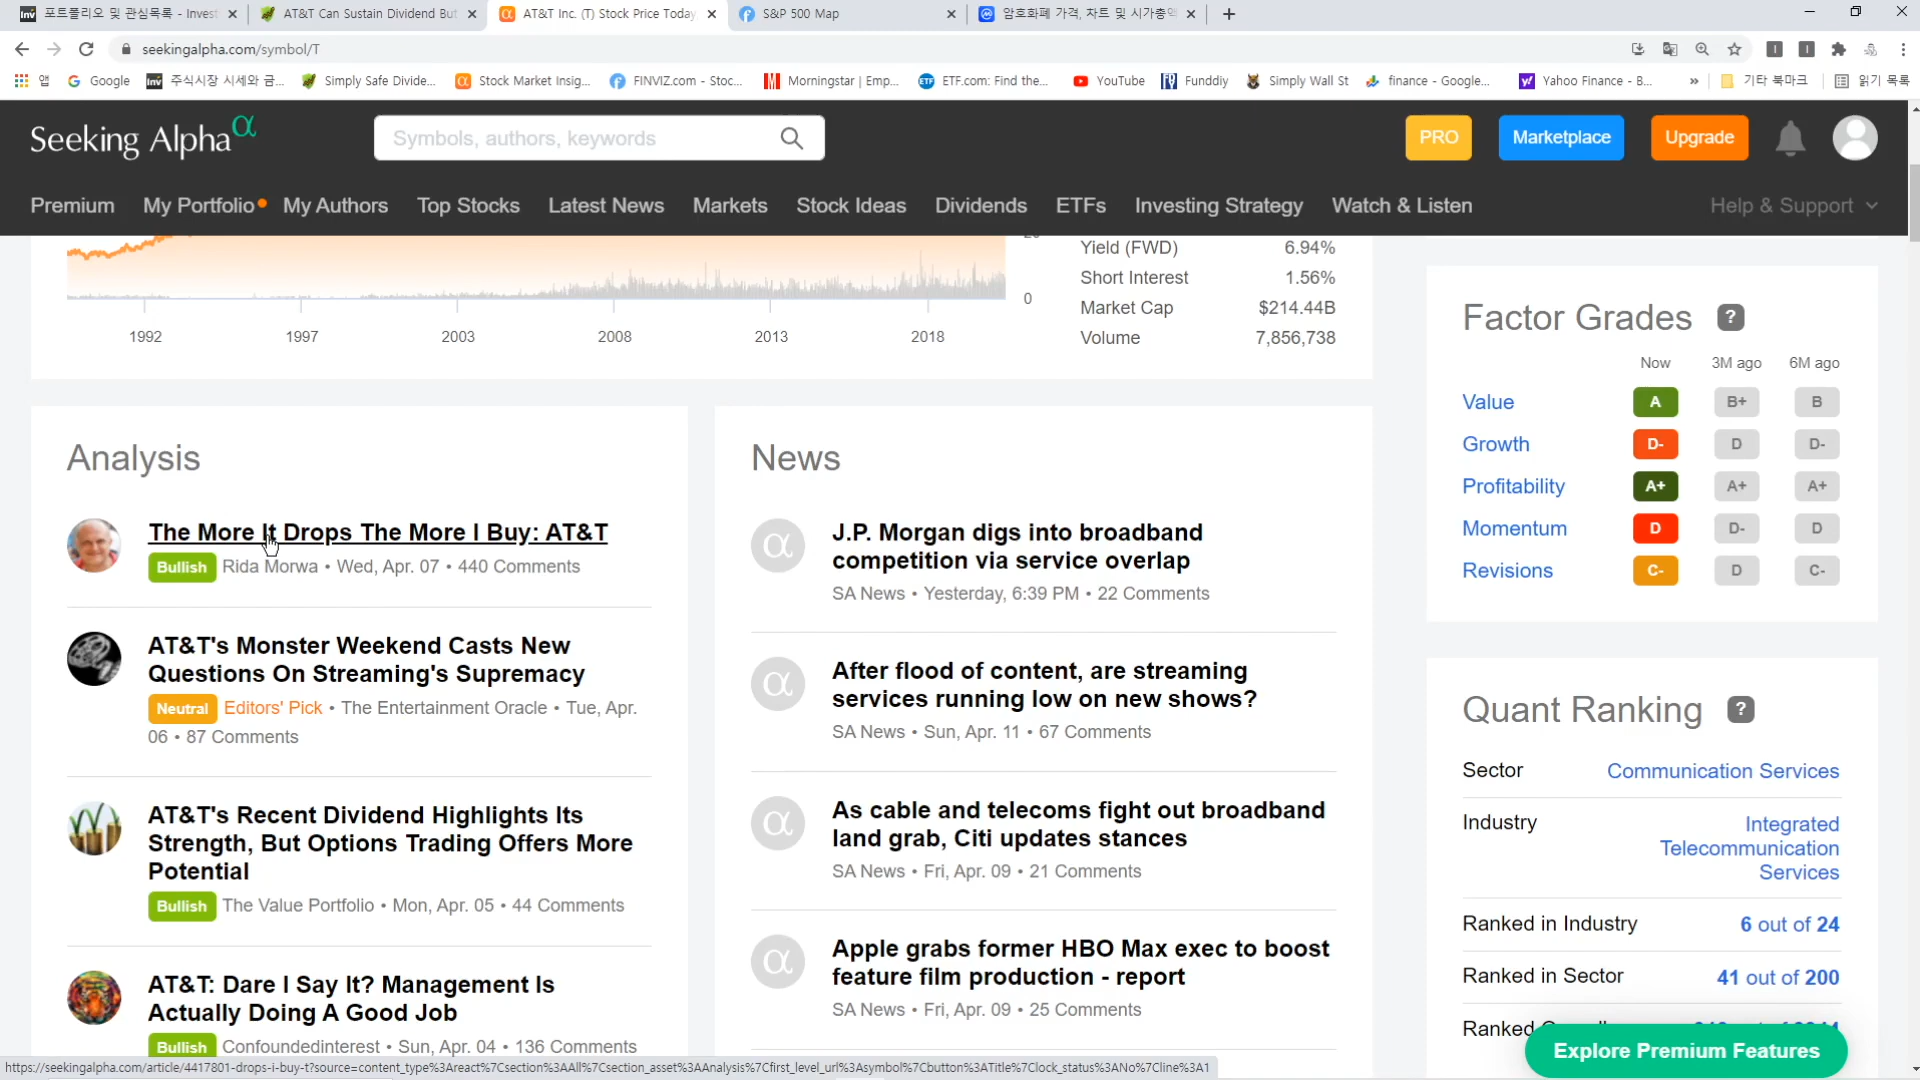 포트폴리오 및 관심목록 - Invest
AT&T Can Sustain Dividend But
AT&T Inc. (T) Stock Price Today
S&P 500 Map
암호화폐 가격, 차트 및 시가총액
seekingalpha.com/symbol/T
앱
Google
주식시장 시세와 금...
Simply Safe Divide...
Stock Market Insig...
FINVIZ.com - Stoc...
Morningstar | Emp...
ETF.com: Find the...
YouTube
Funddiy
Simply Wall St
finance - Google...
Yahoo Finance - B...
»
기타 북마크
읽기 목록
Seeking Alpha α
Symbols, authors, keywords
PRO
Marketplace
Upgrade
Premium
My Portfolio
My Authors
Top Stocks
Latest News
Markets
Stock Ideas
Dividends
ETFs
Investing Strategy
Watch & Listen
Help & Support
0
1992
1997
2003
2008
2013
2018
Yield (FWD) 6.94%
Short Interest 1.56%
Market Cap $214.44B
Volume 7,856,738
Analysis
The More It Drops The More I Buy: AT&T
Bullish Rida Morwa • Wed, Apr. 07 • 440 Comments
AT&T's Monster Weekend Casts New
Questions On Streaming's Supremacy
Neutral Editors' Pick • The Entertainment Oracle • Tue, Apr.
06 • 87 Comments
AT&T's Recent Dividend Highlights Its
Strength, But Options Trading Offers More
Potential
Bullish The Value Portfolio • Mon, Apr. 05 • 44 Comments
AT&T: Dare I Say It? Management Is
Actually Doing A Good Job
Bullish Confoundedinterest • Sun, Apr. 04 • 136 Comments
News
J.P. Morgan digs into broadband
competition via service overlap
SA News • Yesterday, 6:39 PM • 22 Comments
After flood of content, are streaming
services running low on new shows?
SA News • Sun, Apr. 11 • 67 Comments
As cable and telecoms fight out broadband
land grab, Citi updates stances
SA News • Fri, Apr. 09 • 21 Comments
Apple grabs former HBO Max exec to boost
feature film production - report
SA News • Fri, Apr. 09 • 25 Comments
Factor Grades ?
Now 3M ago 6M ago
Value A B+ B
Growth D- D D-
Profitability A+ A+ A+
Momentum D D- D
Revisions C- D C-
Quant Ranking ?
Sector Communication Services
Industry Integrated
Telecommunication
Services
Ranked in Industry 6 out of 24
Ranked in Sector 41 out of 200
Ranked
Explore Premium Features
https://seekingalpha.com/article/4417801-drops-i-buy-t?source=content_type%3Areact%7Csection%3AAll%7Csection_asset%3AAnalysis%7Cfirst_level_url%3Asymbol%7Cbutton%3ATitle%7Clock_status%3ANo%7Cline%3A1